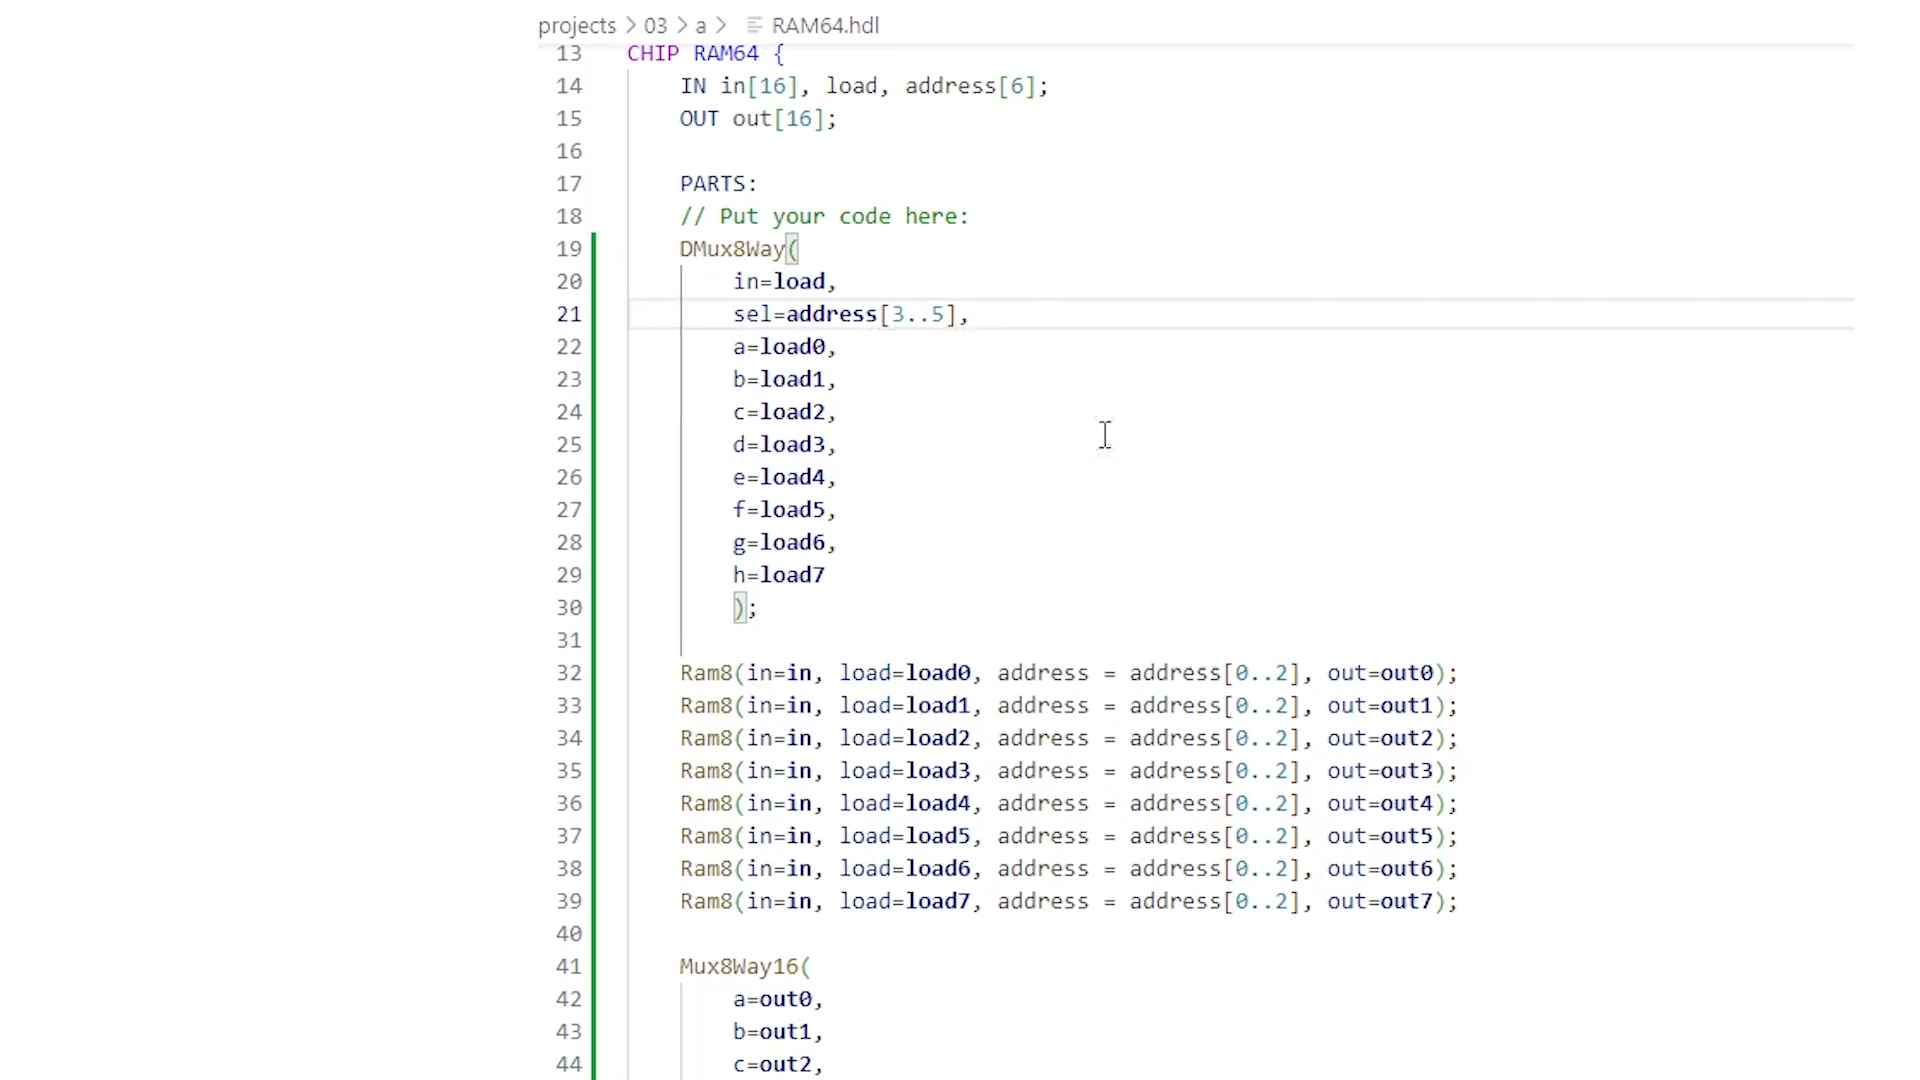 projects > 03 > a > RAM64.hdl
13 CHIP RAM64 {
14 IN in[16], load, address[6];
15 OUT out[16];
16
17 PARTS:
18 // Put your code here:
19 DMux8Way(
20 in=load,
21 sel=address[3..5],
22 a=load0,
23 b=load1,
24 c=load2,
25 d=load3,
26 e=load4,
27 f=load5,
28 g=load6,
29 h=load7
30 );
31
32 Ram8(in=in, load=load0, address = address[0..2], out=out0);
33 Ram8(in=in, load=load1, address = address[0..2], out=out1);
34 Ram8(in=in, load=load2, address = address[0..2], out=out2);
35 Ram8(in=in, load=load3, address = address[0..2], out=out3);
36 Ram8(in=in, load=load4, address = address[0..2], out=out4);
37 Ram8(in=in, load=load5, address = address[0..2], out=out5);
38 Ram8(in=in, load=load6, address = address[0..2], out=out6);
39 Ram8(in=in, load=load7, address = address[0..2], out=out7);
40
41 Mux8Way16(
42 a=out0,
43 b=out1,
44 c=out2,